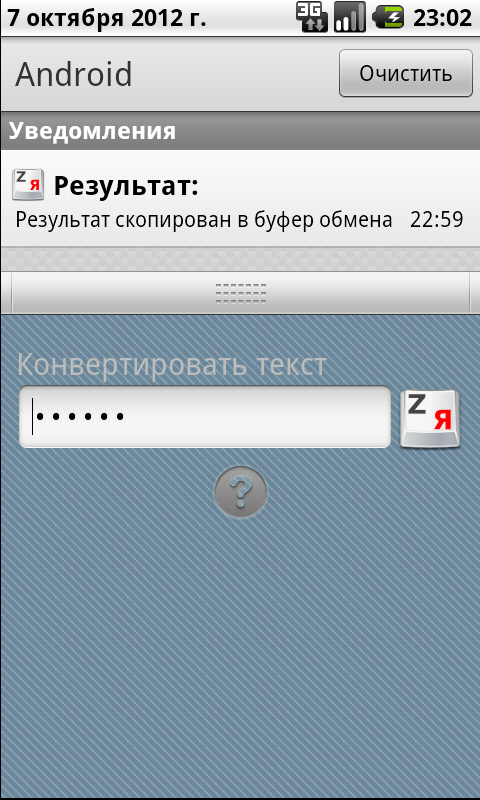 7 октября 2012 г. 3G 23:02
Android Очистить
Уведомления
Z Я Результат:
Результат скопирован в буфер обмена 22:59
Конвертировать текст
•••••• Z Я
?